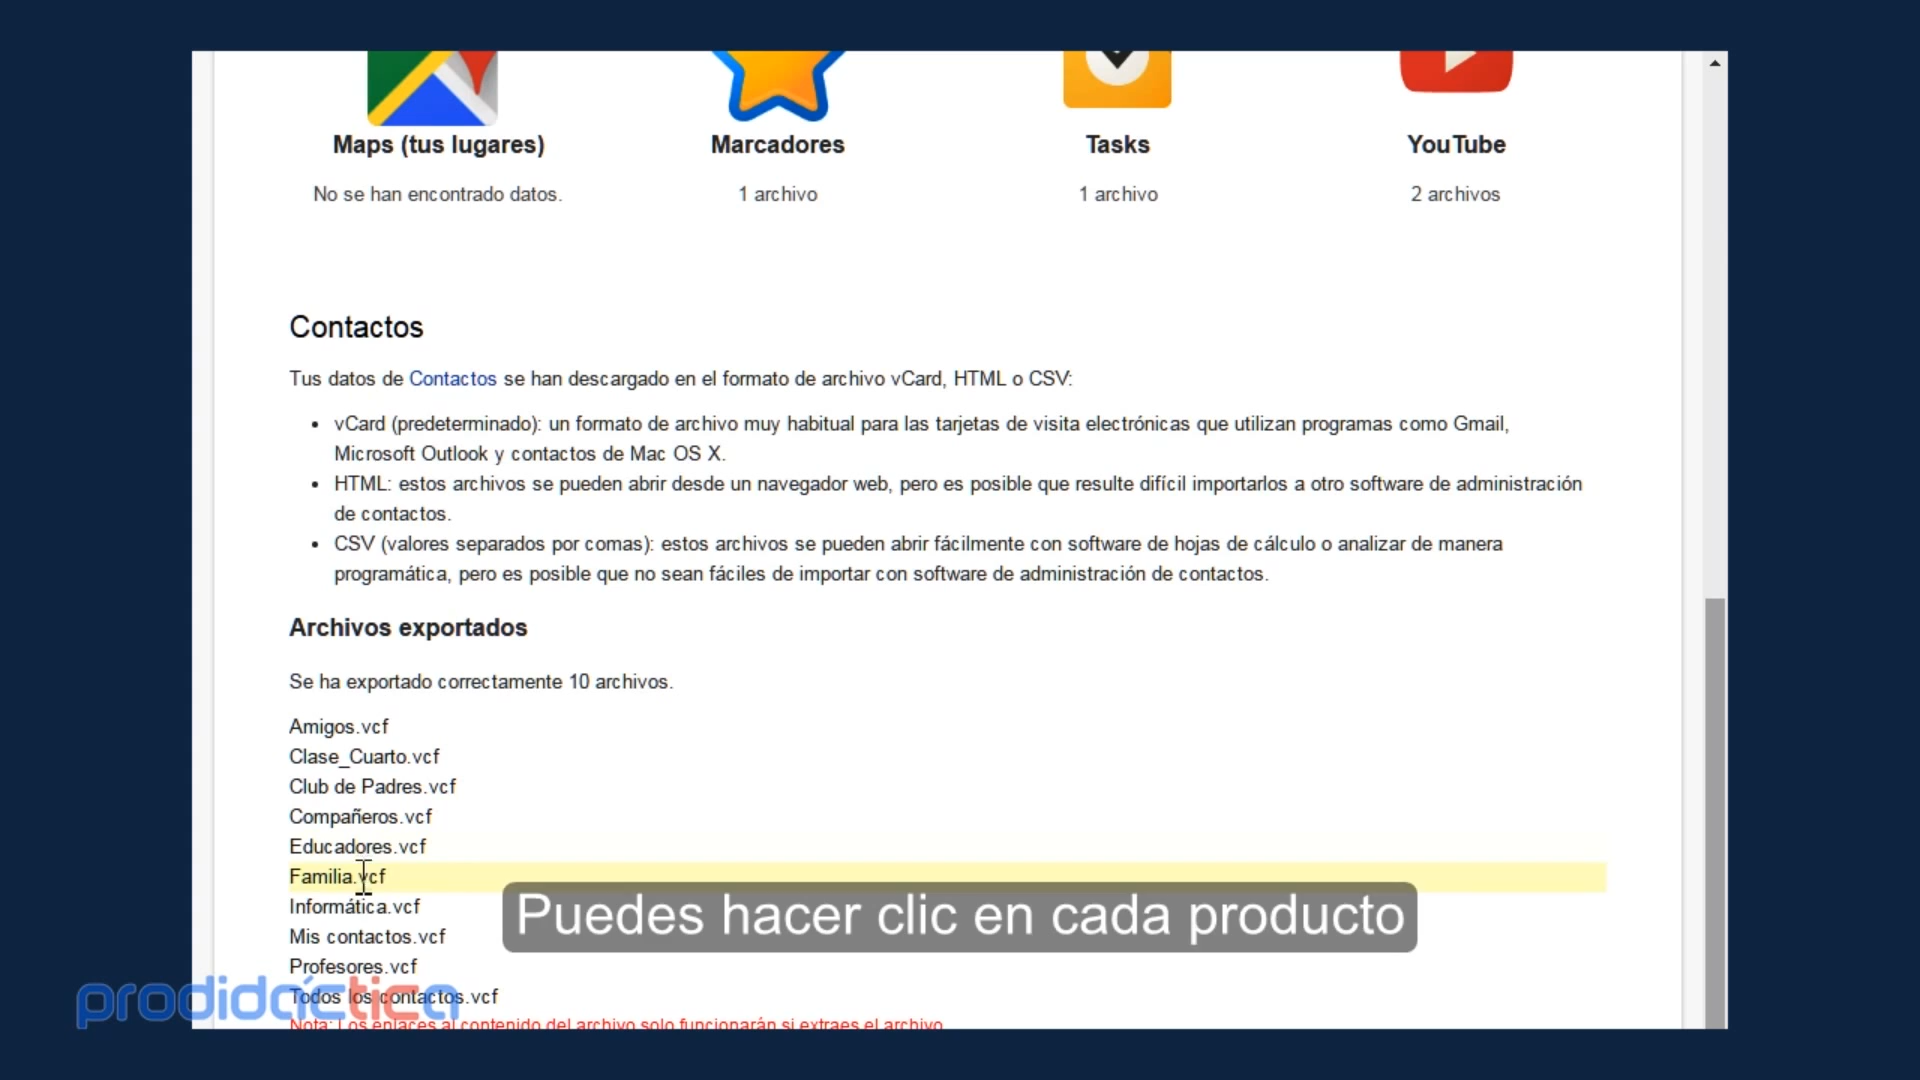 Maps (tus lugares)
Marcadores
Tasks
YouTube
No se han encontrado datos.
1 archivo
1 archivo
2 archivos
Contactos
Tus datos de Contactos se han descargado en el formato de archivo vCard, HTML o CSV:
• vCard (predeterminado): un formato de archivo muy habitual para las tarjetas de visita electrónicas que utilizan programas como Gmail,
Microsoft Outlook y contactos de Mac OS X.
• HTML: estos archivos se pueden abrir desde un navegador web, pero es posible que resulte difícil importarlos a otro software de administración
de contactos.
• CSV (valores separados por comas): estos archivos se pueden abrir fácilmente con software de hojas de cálculo o analizar de manera
programática, pero es posible que no sean fáciles de importar con software de administración de contactos.
Archivos exportados
Se ha exportado correctamente 10 archivos.
Amigos.vcf
Clase_Cuarto.vcf
Club de Padres.vcf
Compañeros.vcf
Educadores.vcf
Familia.vcf
Informática.vcf
Puedes hacer clic en cada producto
Mis contactos.vcf
Profesores.vcf
Todos los contactos.vcf
prodidáctica
Nota: Los enlaces al contenido del archivo solo funcionarán si extraes el archivo